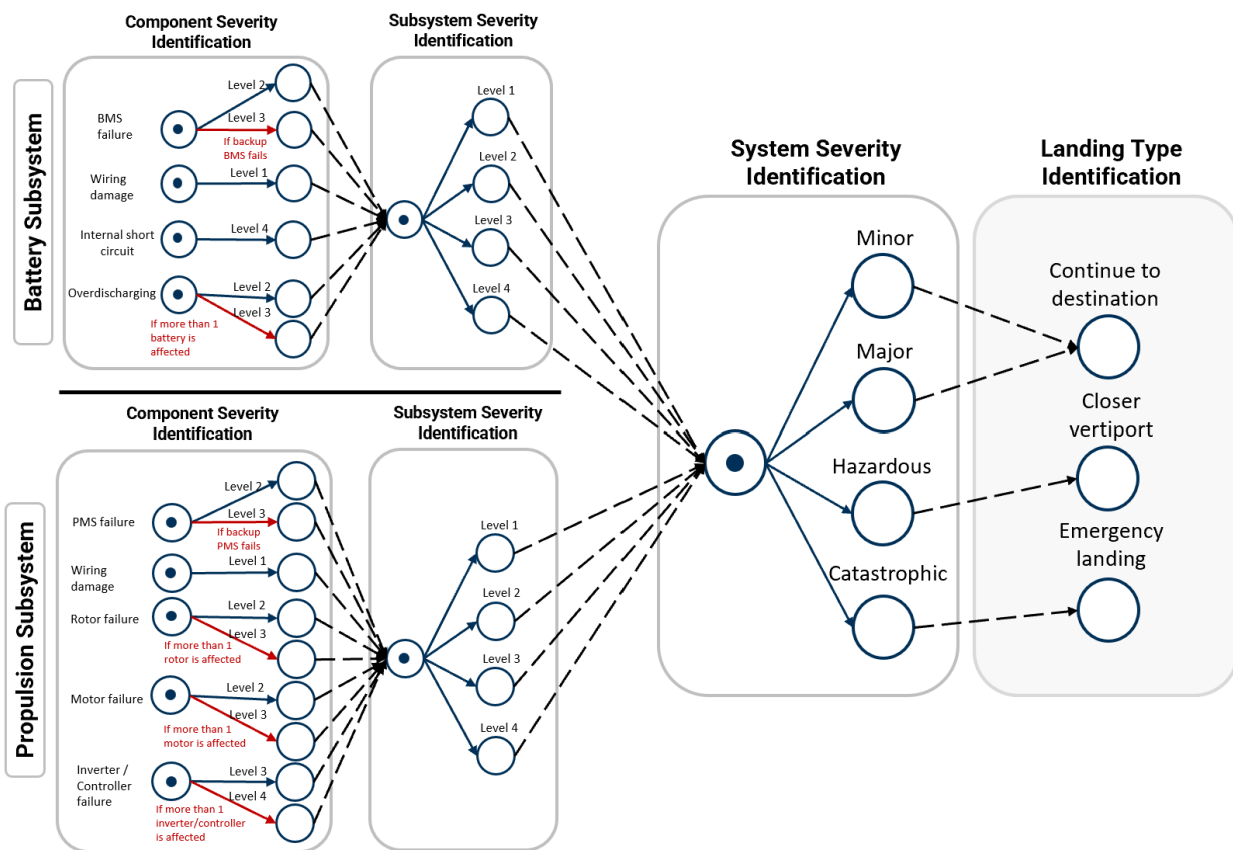 Component Severity
Identification
Subsystem Severity
Identification
Battery Subsystem
BMS
failure
Level 2
Level 3
If backup
BMS fails
Wiring
damage
Level 1
Internal short
circuit
Level 4
Overdischarging
Level 2
Level 3
If more than 1
battery is
affected
Level 1
Level 2
Level 3
Level 4
Component Severity
Identification
Subsystem Severity
Identification
Propulsion Subsystem
PMS failure
Level 2
Level 3
If backup
PMS fails
Wiring
damage
Level 1
Rotor failure
Level 2
Level 3
If more than 1
rotor is affected
Motor failure
Level 2
Level 3
If more than 1
motor is affected
Inverter /
Controller
failure
Level 3
Level 4
If more than 1
inverter/controller
is affected
Level 1
Level 2
Level 3
Level 4
System Severity
Identification
Minor
Major
Hazardous
Catastrophic
Landing Type
Identification
Continue to
destination
Closer
vertiport
Emergency
landing